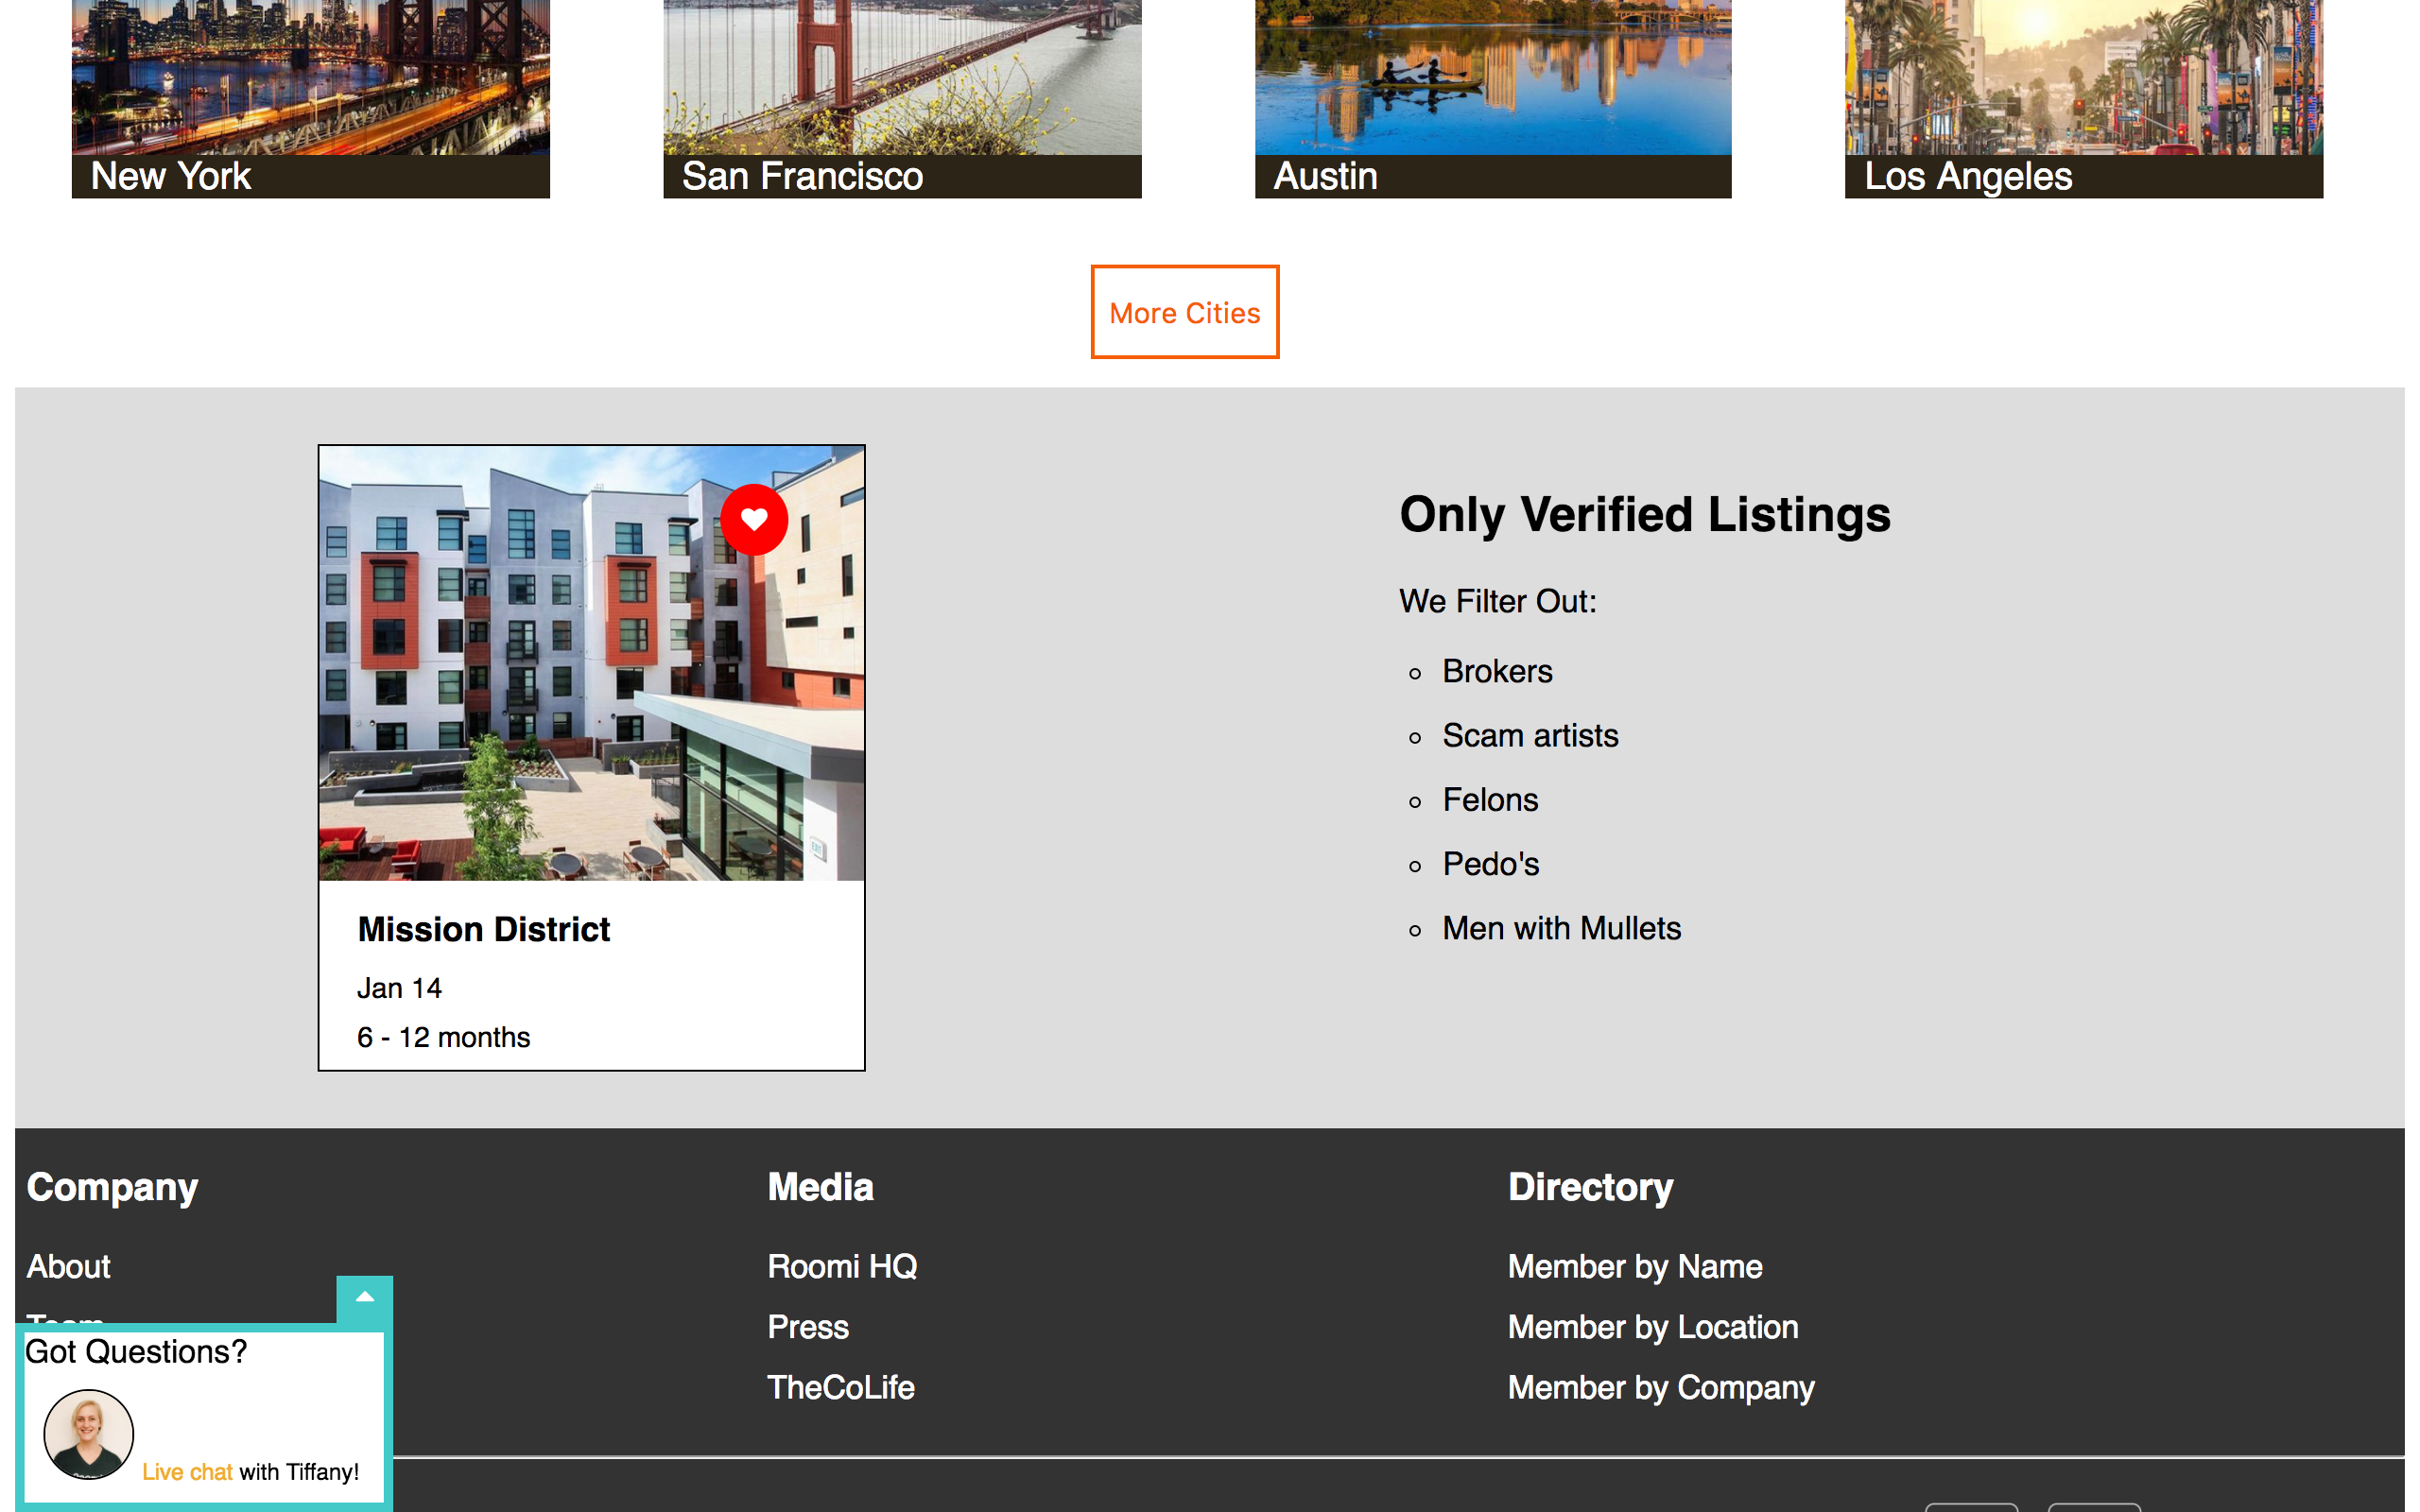 New York
San Francisco
Austin
Los Angeles
More Cities
Only Verified Listings
We Filter Out:
Brokers
Scam artists
Felons
Pedo's
Men with Mullets
Mission District
Jan 14
6 - 12 months
Company
About
Team
Media
Roomi HQ
Press
TheCoLife
Directory
Member by Name
Member by Location
Member by Company
Got Questions?
Live chat with Tiffany!